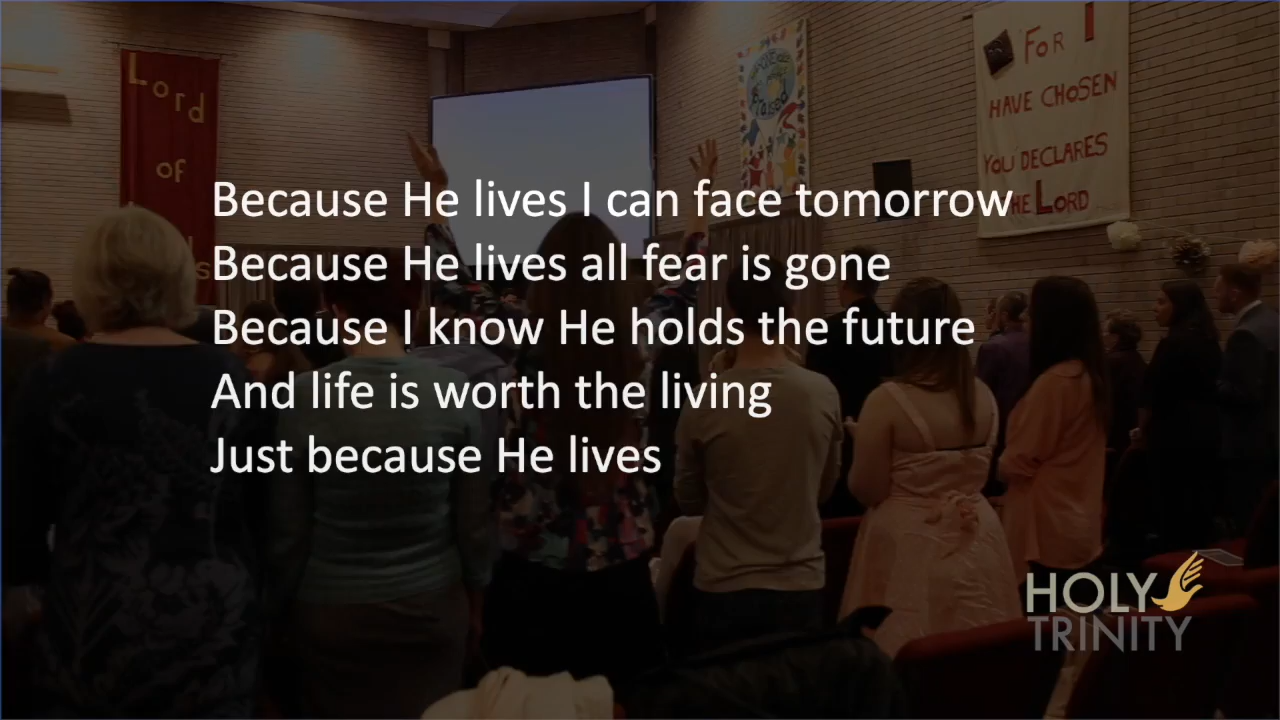 Lord
of
s
For I
HAVE CHOSEN
YOU DECLARES
HE LORD
Praised
Because He lives I can face tomorrow
Because He lives all fear is gone
Because I know He holds the future
And life is worth the living
Just because He lives
HOLY
TRINITY